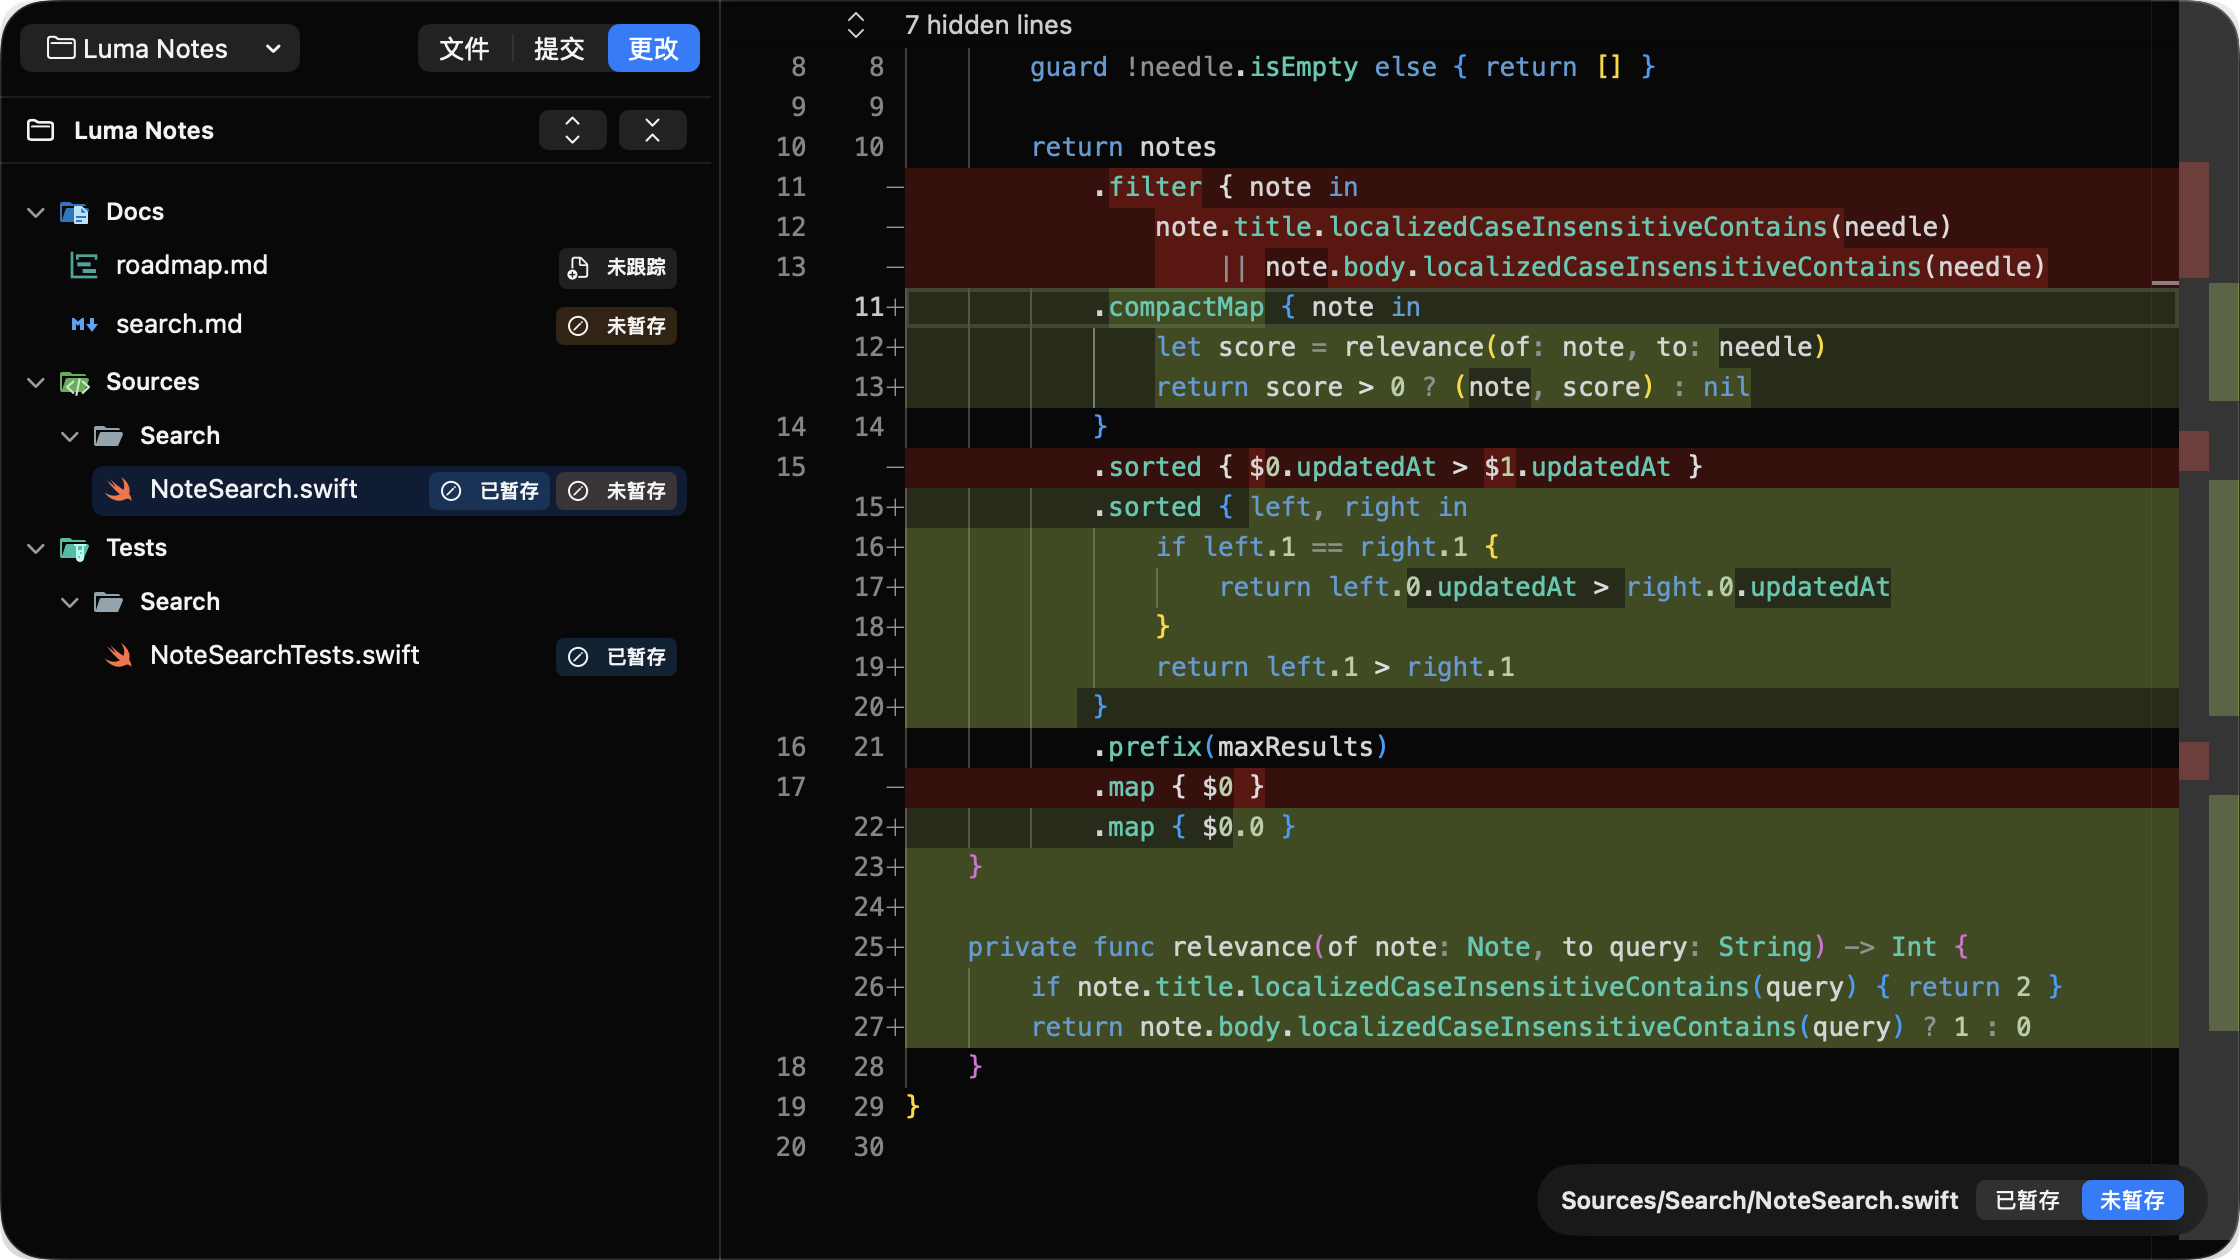 Luma Notes
文件 提交 更改
Luma Notes
Docs
roadmap.md 未跟踪
search.md 未暂存
Sources
Search
NoteSearch.swift 已暂存 未暂存
Tests
Search
NoteSearchTests.swift 已暂存
7 hidden lines
8 8 guard !needle.isEmpty else { return [] }
9 9
10 10 return notes
11 — .filter { note in
12 — note.title.localizedCaseInsensitiveContains(needle)
13 — || note.body.localizedCaseInsensitiveContains(needle)
11+ .compactMap { note in
12+ let score = relevance(of: note, to: needle)
13+ return score > 0 ? (note, score) : nil
14 14 }
15 — .sorted { $0.updatedAt > $1.updatedAt }
15+ .sorted { left, right in
16+ if left.1 == right.1 {
17+ return left.0.updatedAt > right.0.updatedAt
18+ }
19+ return left.1 > right.1
20+ }
16 21 .prefix(maxResults)
17 — .map { $0 }
22+ .map { $0.0 }
23+ }
24+
25+ private func relevance(of note: Note, to query: String) -> Int {
26+ if note.title.localizedCaseInsensitiveContains(query) { return 2 }
27+ return note.body.localizedCaseInsensitiveContains(query) ? 1 : 0
18 28 }
19 29 }
20 30
Sources/Search/NoteSearch.swift 已暂存 未暂存